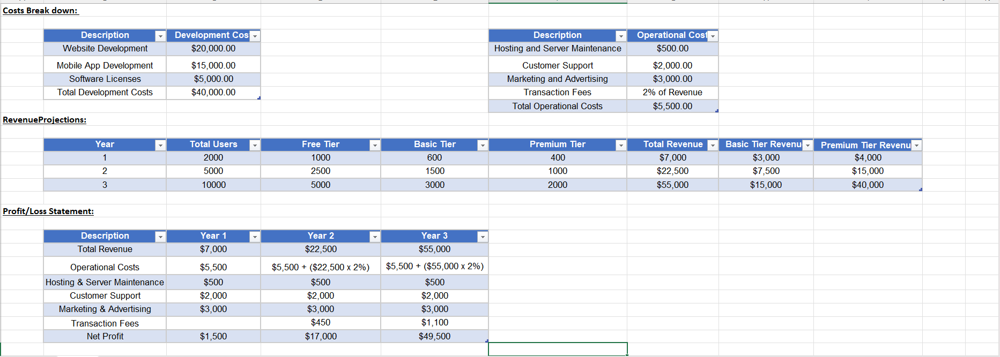 Costs Break down:
Description Development Cost
Website Development $20,000.00
Mobile App Development $15,000.00
Software Licenses $5,000.00
Total Development Costs $40,000.00
Description Operational Cost
Hosting and Server Maintenance $500.00
Customer Support $2,000.00
Marketing and Advertising $3,000.00
Transaction Fees 2% of Revenue
Total Operational Costs $5,500.00
RevenueProjections:
Year Total Users Free Tier Basic Tier Premium Tier Total Revenue Basic Tier Revenu Premium Tier Revenu
1 2000 1000 600 400 $7,000 $3,000 $4,000
2 5000 2500 1500 1000 $22,500 $7,500 $15,000
3 10000 5000 3000 2000 $55,000 $15,000 $40,000
Profit/Loss Statement:
Description Year 1 Year 2 Year 3
Total Revenue $7,000 $22,500 $55,000
Operational Costs $5,500 $5,500 + ($22,500 x 2%) $5,500 + ($55,000 x 2%)
Hosting & Server Maintenance $500 $500 $500
Customer Support $2,000 $2,000 $2,000
Marketing & Advertising $3,000 $3,000 $3,000
Transaction Fees $450 $1,100
Net Profit $1,500 $17,000 $49,500